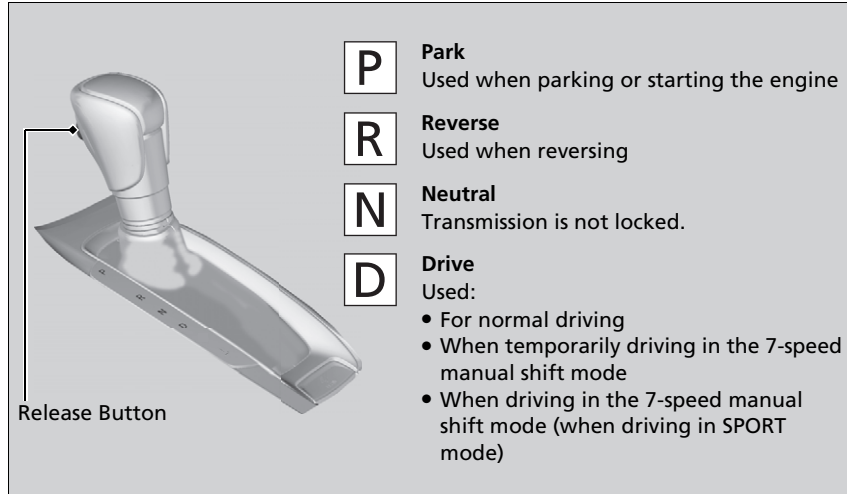 P
Park
Used when parking or starting the engine
R
Reverse
Used when reversing
N
Neutral
Transmission is not locked.
D
Drive
Used:
• For normal driving
• When temporarily driving in the 7-speed
manual shift mode
• When driving in the 7-speed manual
shift mode (when driving in SPORT
mode)
Release Button
P
R
N
D